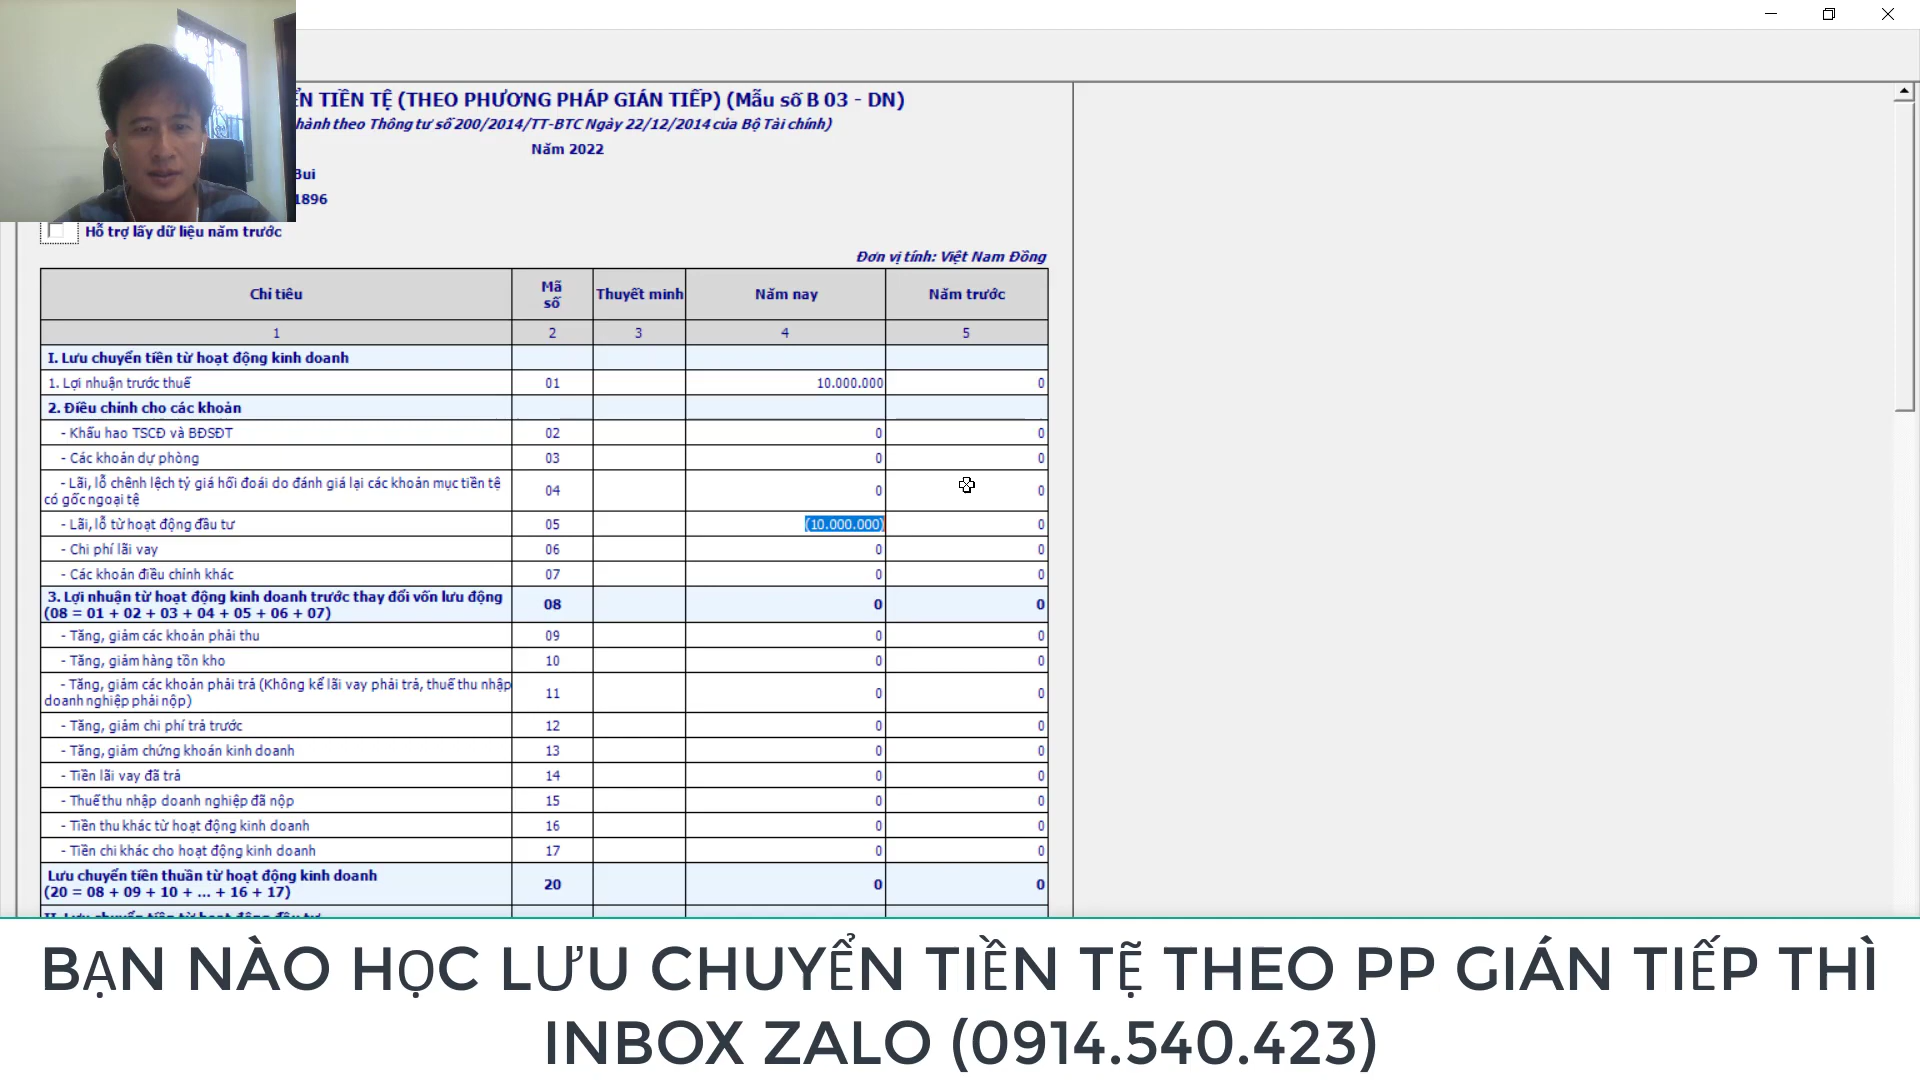 ỂN TIỀN TỆ (THEO PHƯƠNG PHÁP GIÁN TIẾP) (Mẫu số B 03 - DN)
hành theo Thông tư số 200/2014/TT-BTC Ngày 22/12/2014 của Bộ Tài chính)
Năm 2022
Bui
1896
Hỗ trợ lấy dữ liệu năm trước
Đơn vị tính: Việt Nam Đồng
Chỉ tiêu Mã số Thuyết minh Năm nay Năm trước
1 2 3 4 5
I. Lưu chuyển tiền từ hoạt động kinh doanh
1. Lợi nhuận trước thuế 01 10.000.000 0
2. Điều chỉnh cho các khoản
- Khấu hao TSCĐ và BĐSĐT 02 0 0
- Các khoản dự phòng 03 0 0
- Lãi, lỗ chênh lệch tỷ giá hối đoái do đánh giá lại các khoản mục tiền tệ
có gốc ngoại tệ 04 0 0
- Lãi, lỗ từ hoạt động đầu tư 05 (10.000.000) 0
- Chi phí lãi vay 06 0 0
- Các khoản điều chỉnh khác 07 0 0
3. Lợi nhuận từ hoạt động kinh doanh trước thay đổi vốn lưu động
(08 = 01 + 02 + 03 + 04 + 05 + 06 + 07) 08 0 0
- Tăng, giảm các khoản phải thu 09 0 0
- Tăng, giảm hàng tồn kho 10 0 0
- Tăng, giảm các khoản phải trả (Không kể lãi vay phải trả, thuế thu nhập
doanh nghiệp phải nộp) 11 0 0
- Tăng, giảm chi phí trả trước 12 0 0
- Tăng, giảm chứng khoán kinh doanh 13 0 0
- Tiền lãi vay đã trả 14 0 0
- Thuế thu nhập doanh nghiệp đã nộp 15 0 0
- Tiền thu khác từ hoạt động kinh doanh 16 0 0
- Tiền chi khác cho hoạt động kinh doanh 17 0 0
Lưu chuyển tiền thuần từ hoạt động kinh doanh
(20 = 08 + 09 + 10 + ... + 16 + 17) 20 0 0
II. Lưu chuyển tiền từ hoạt động đầu tư
BẠN NÀO HỌC LƯU CHUYỂN TIỀN TẸ̃ THEO PP GIÁN TIẾP THÌ
INBOX ZALO (0914.540.423)